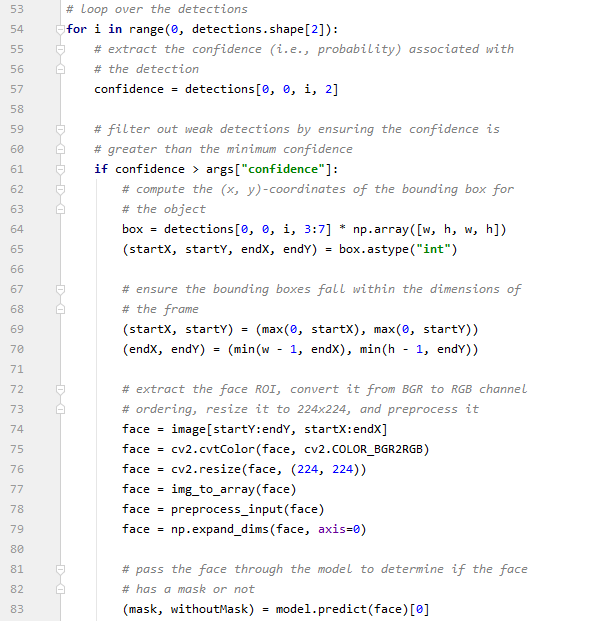 53 # loop over the detections
54 for i in range(0, detections.shape[2]):
55 # extract the confidence (i.e., probability) associated with
56 # the detection
57 confidence = detections[0, 0, i, 2]
58
59 # filter out weak detections by ensuring the confidence is
60 # greater than the minimum confidence
61 if confidence > args["confidence"]:
62 # compute the (x, y)-coordinates of the bounding box for
63 # the object
64 box = detections[0, 0, i, 3:7] * np.array([w, h, w, h])
65 (startX, startY, endX, endY) = box.astype("int")
66
67 # ensure the bounding boxes fall within the dimensions of
68 # the frame
69 (startX, startY) = (max(0, startX), max(0, startY))
70 (endX, endY) = (min(w - 1, endX), min(h - 1, endY))
71
72 # extract the face ROI, convert it from BGR to RGB channel
73 # ordering, resize it to 224x224, and preprocess it
74 face = image[startY:endY, startX:endX]
75 face = cv2.cvtColor(face, cv2.COLOR_BGR2RGB)
76 face = cv2.resize(face, (224, 224))
77 face = img_to_array(face)
78 face = preprocess_input(face)
79 face = np.expand_dims(face, axis=0)
80
81 # pass the face through the model to determine if the face
82 # has a mask or not
83 (mask, withoutMask) = model.predict(face)[0]